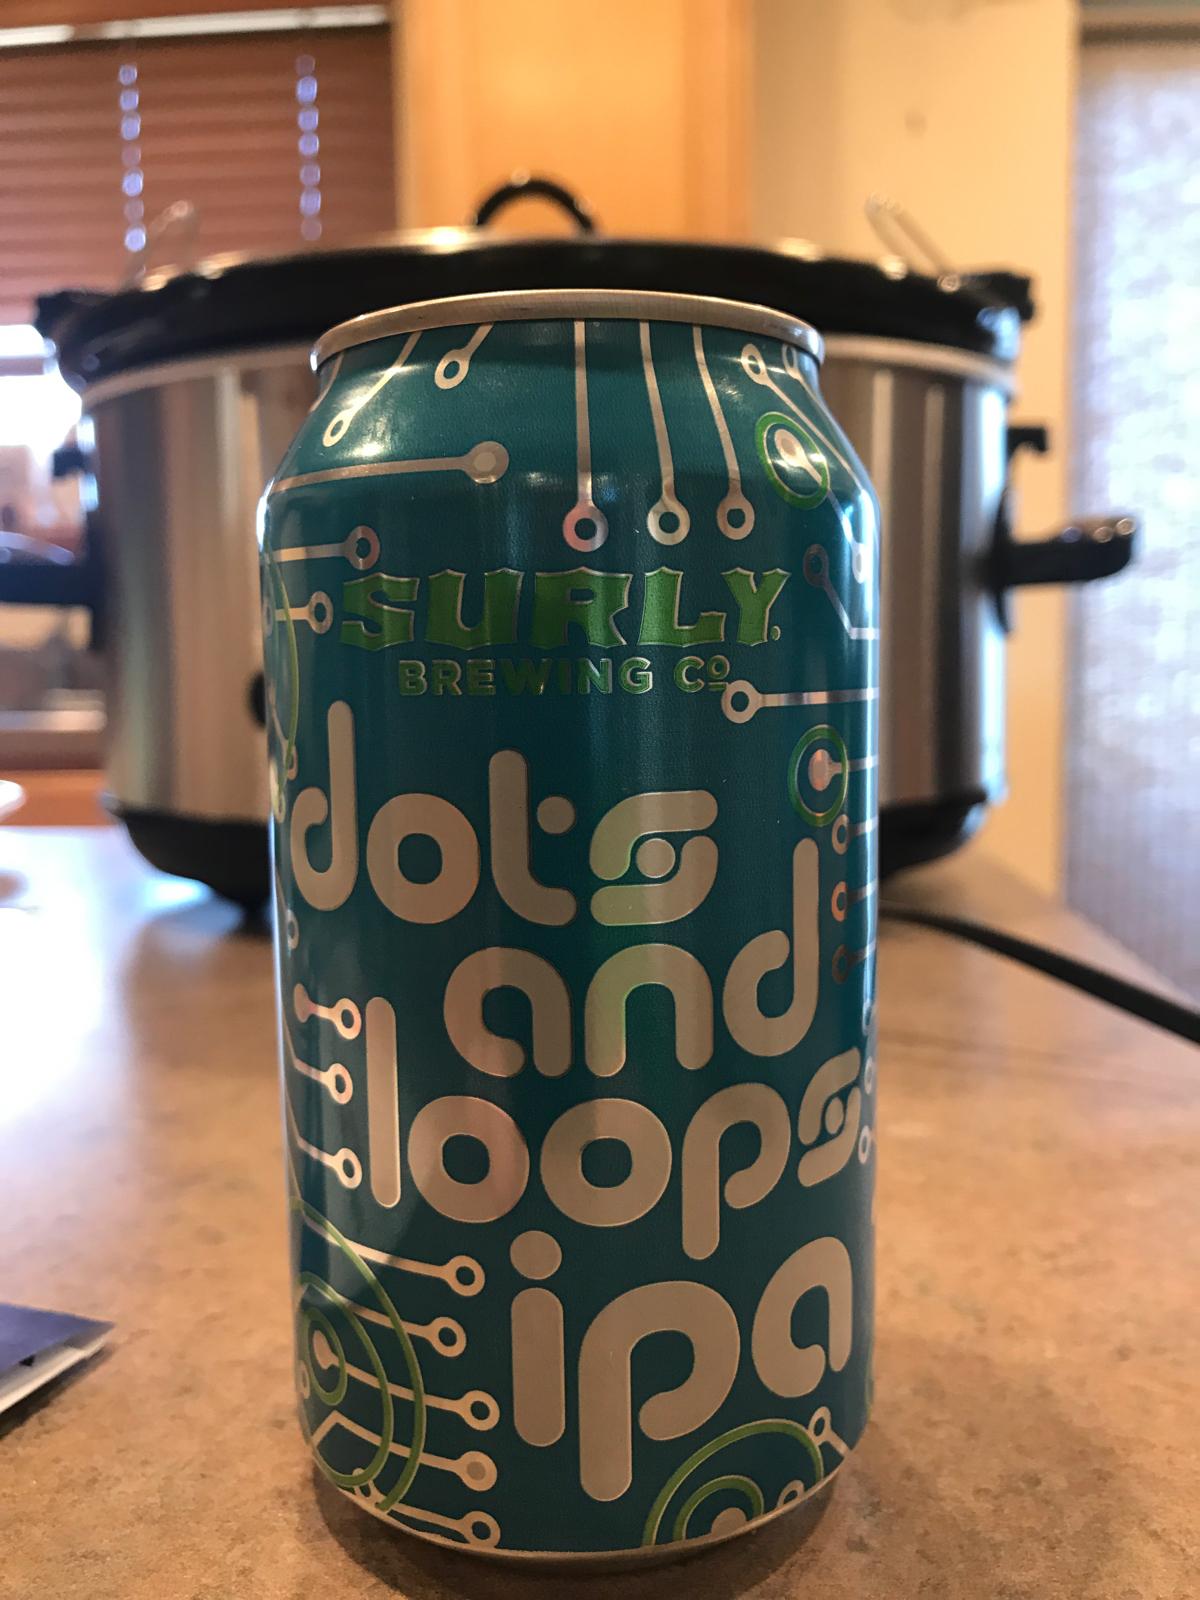 SURLY.
BREWING Cº
dots
and
loops
ipa